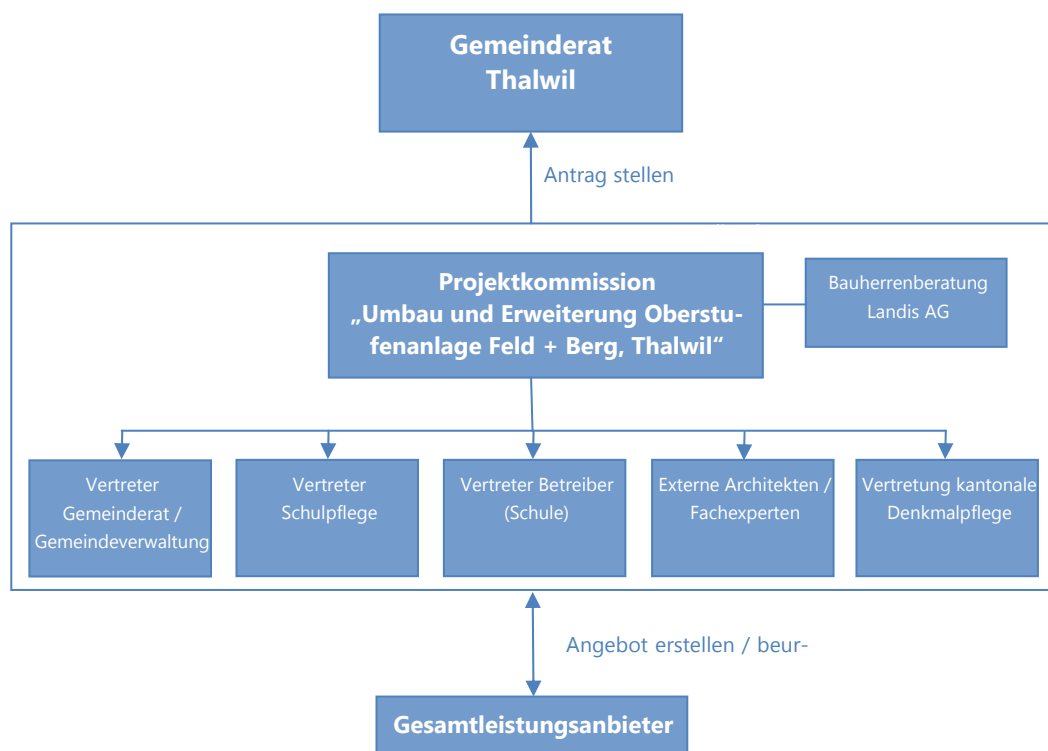 Gemeinderat
Thalwil
Antrag stellen
Projektkommission
„Umbau und Erweiterung Oberstu-
fenanlage Feld + Berg, Thalwil“
Bauherrenberatung
Landis AG
Vertreter
Gemeinderat /
Gemeindeverwaltung
Vertreter
Schulpflege
Vertreter Betreiber
(Schule)
Externe Architekten /
Fachexperten
Vertretung kantonale
Denkmalpflege
Angebot erstellen / beur-
Gesamtleistungsanbieter